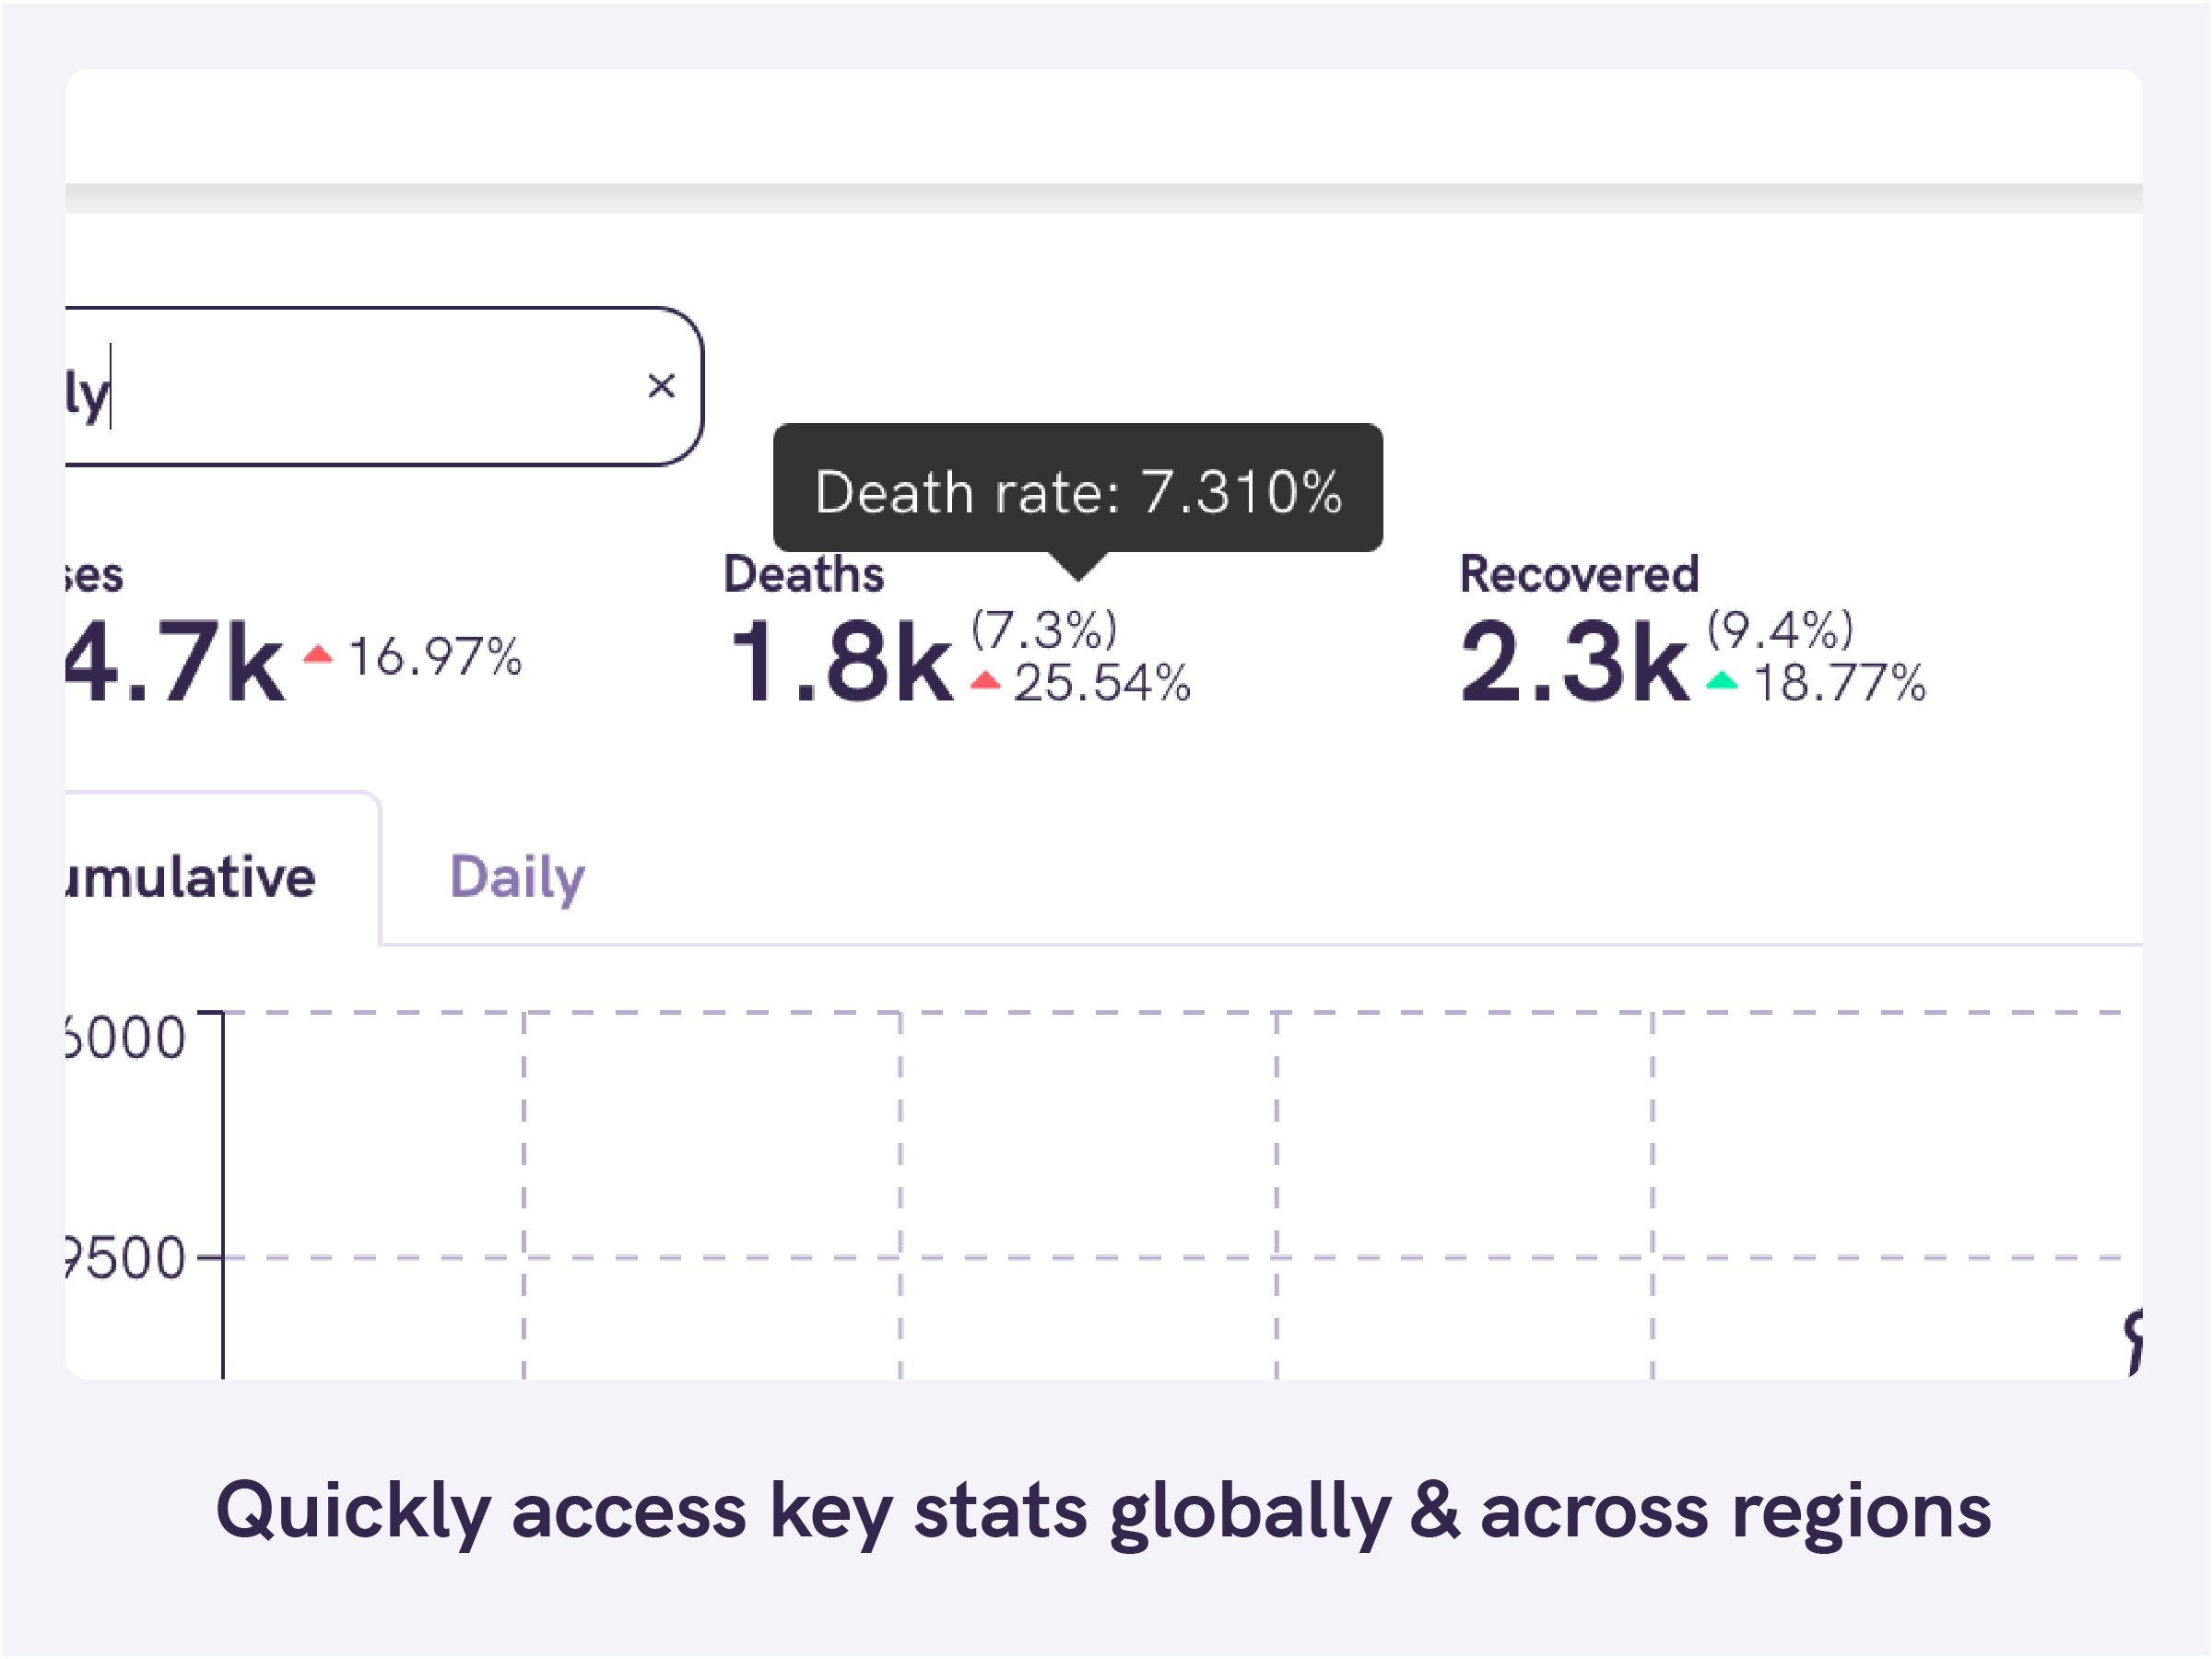 ly
Death rate: 7.310%
ses
Deaths
Recovered
4.7k 16.97%
1.8k (7.3%)
25.54%
2.3k (9.4%)
18.77%
umulative
Daily
6000
9500
Quickly access key stats globally & across regions